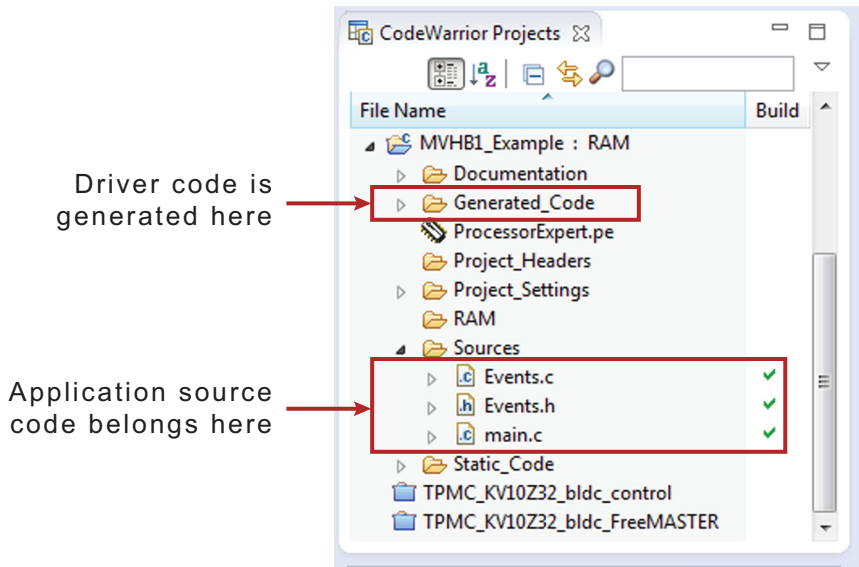 CodeWarrior Projects
File Name Build
MVHB1_Example : RAM
Documentation
Driver code is
generated here
Generated_Code
ProcessorExpert.pe
Project_Headers
Project_Settings
RAM
Sources
Application source
code belongs here
Events.c
Events.h
main.c
Static_Code
TPMC_KV10Z32_bldc_control
TPMC_KV10Z32_bldc_FreeMASTER